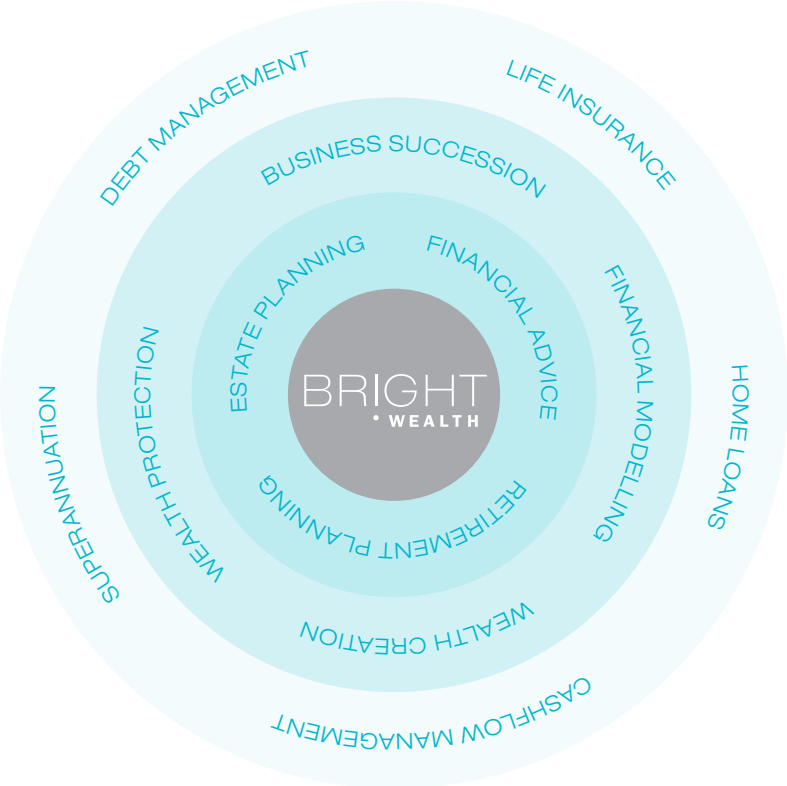 DEBT MANAGEMENT
LIFE INSURANCE
HOME LOANS
CASHFLOW MANAGEMENT
SUPERANNUATION
BUSINESS SUCCESSION
FINANCIAL MODELLING
WEALTH CREATION
WEALTH PROTECTION
ESTATE PLANNING
FINANCIAL ADVICE
RETIREMENT PLANNING
BRIGHT
• WEALTH